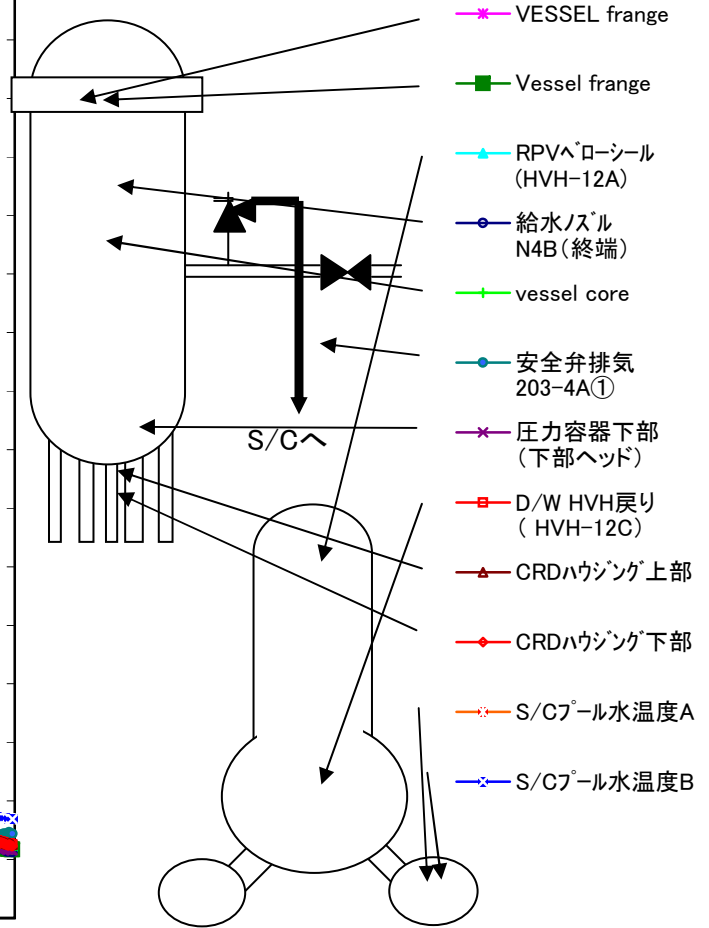 VESSEL frange
Vessel frange
RPVベローシール
(HVH-12A)
給水ノズル
N4B(終端)
vessel core
安全弁排気
203-4A①
圧力容器下部
(下部ヘッド)
D/W HVH戻り
( HVH-12C)
CRDハウジング上部
CRDハウジング下部
S/Cプール水温度A
S/Cプール水温度B
S/Cへ